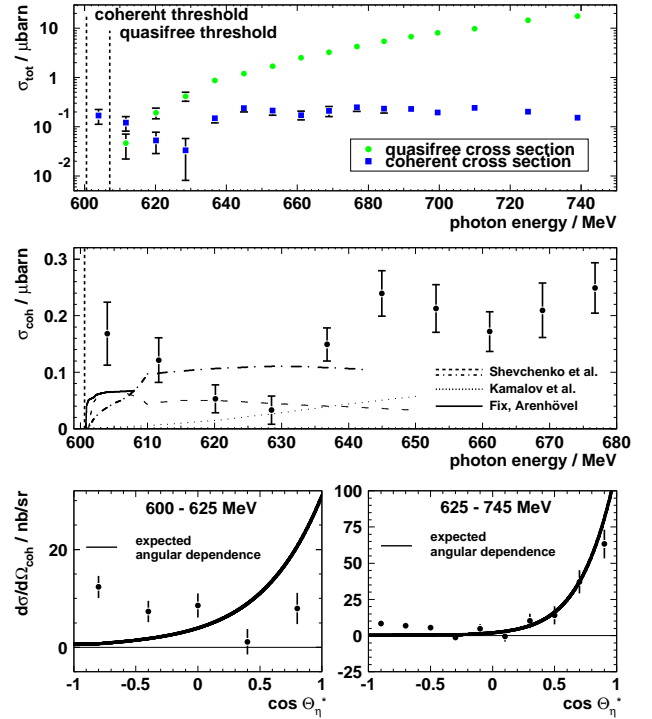 σtot / μbarn
10
1
10-1
10-2
coherent threshold
quasifree threshold
quasifree cross section
coherent cross section
600 620 640 660 680 700 720 740
photon energy / MeV
σcoh / μbarn
0.3
0.2
0.1
0
Shevchenko et al.
Kamalov et al.
Fix, Arenhövel
600 610 620 630 640 650 660 670 680
photon energy / MeV
dσ/dΩcoh / nb/sr
20
0
600 - 625 MeV
expected
angular dependence
-1 -0.5 0 0.5 1
cos Θη*
100
75
50
25
0
-25
625 - 745 MeV
expected
angular dependence
-1 -0.5 0 0.5 1
cos Θη*